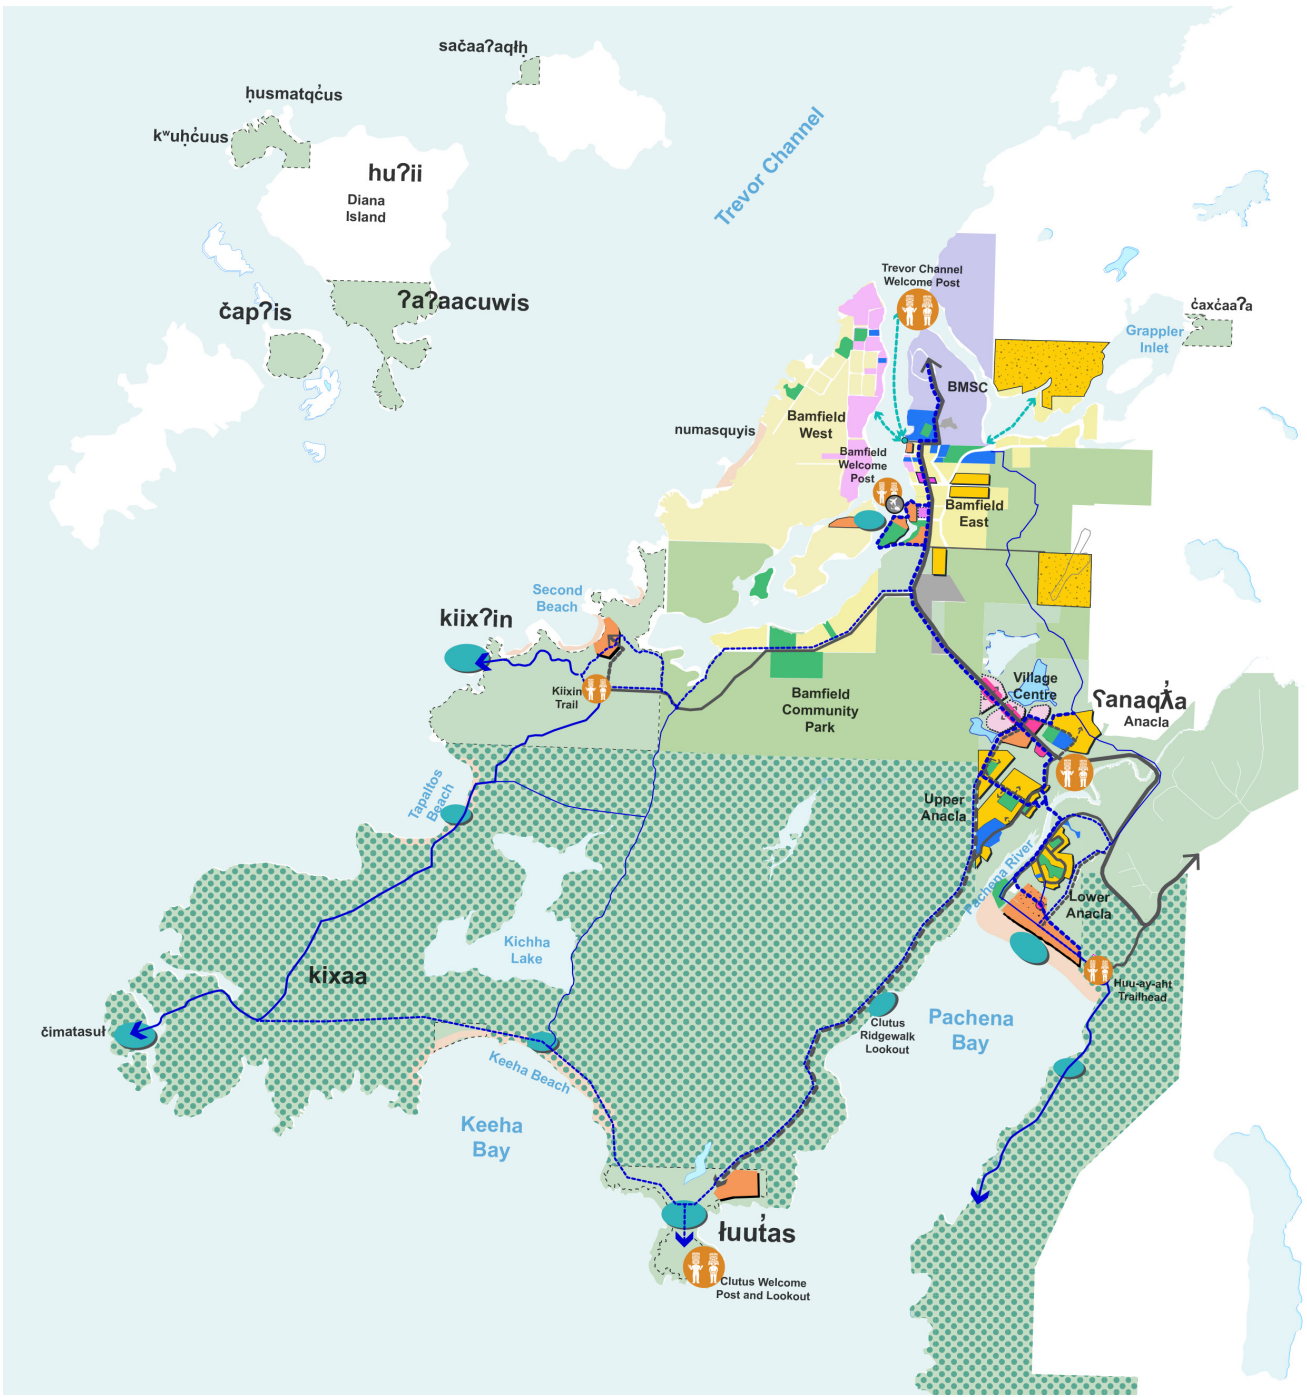 sačaaʔaqłḥ
ḥusmatqc̓us
kʷuḥc̓uus
huʔii
Diana
Island
Trevor Channel
čapʔis
ʔaʔaacuwis
Trevor Channel
Welcome Post
c̓axc̓aaʔa
Grappler
Inlet
BMSC
Bamfield
West
numasquyis
Bamfield
Welcome
Post
Bamfield
East
Second
Beach
kiixʔin
Kiixin
Trail
Village
Centre
ʕanaqƛ̓a
Anacla
Bamfield
Community
Park
Tapaltos
Beach
Upper
Anacla
Pachena River
Lower
Anacla
Kichha
Lake
kixaa
Huu-ay-aht
Trailhead
čimatasuł
Clutus
Ridgewalk
Lookout
Pachena
Bay
Keeha Beach
Keeha
Bay
łuut̓as
Clutus Welcome
Post and Lookout